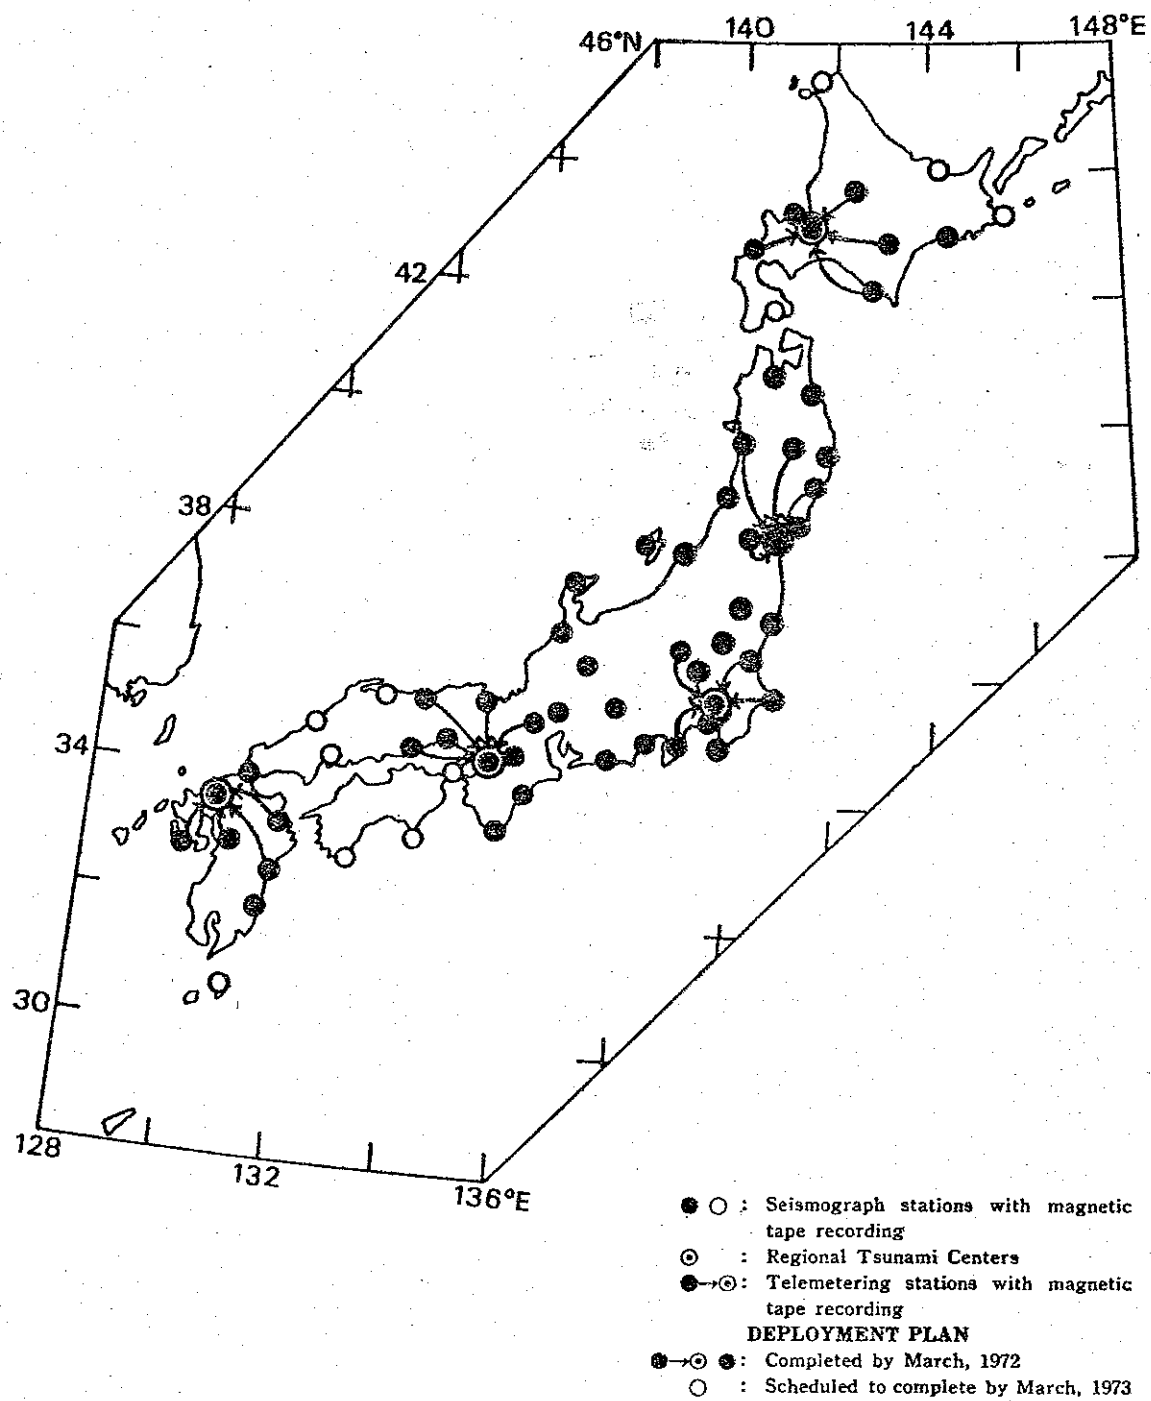 46°N 140 144 148°E
42
38
34
30
128 132 136°E
● ○ : Seismograph stations with magnetic
tape recording
⊙ : Regional Tsunami Centers
●→⊙ : Telemetering stations with magnetic
tape recording
DEPLOYMENT PLAN
●→⊙ ● : Completed by March, 1972
○ : Scheduled to complete by March, 1973